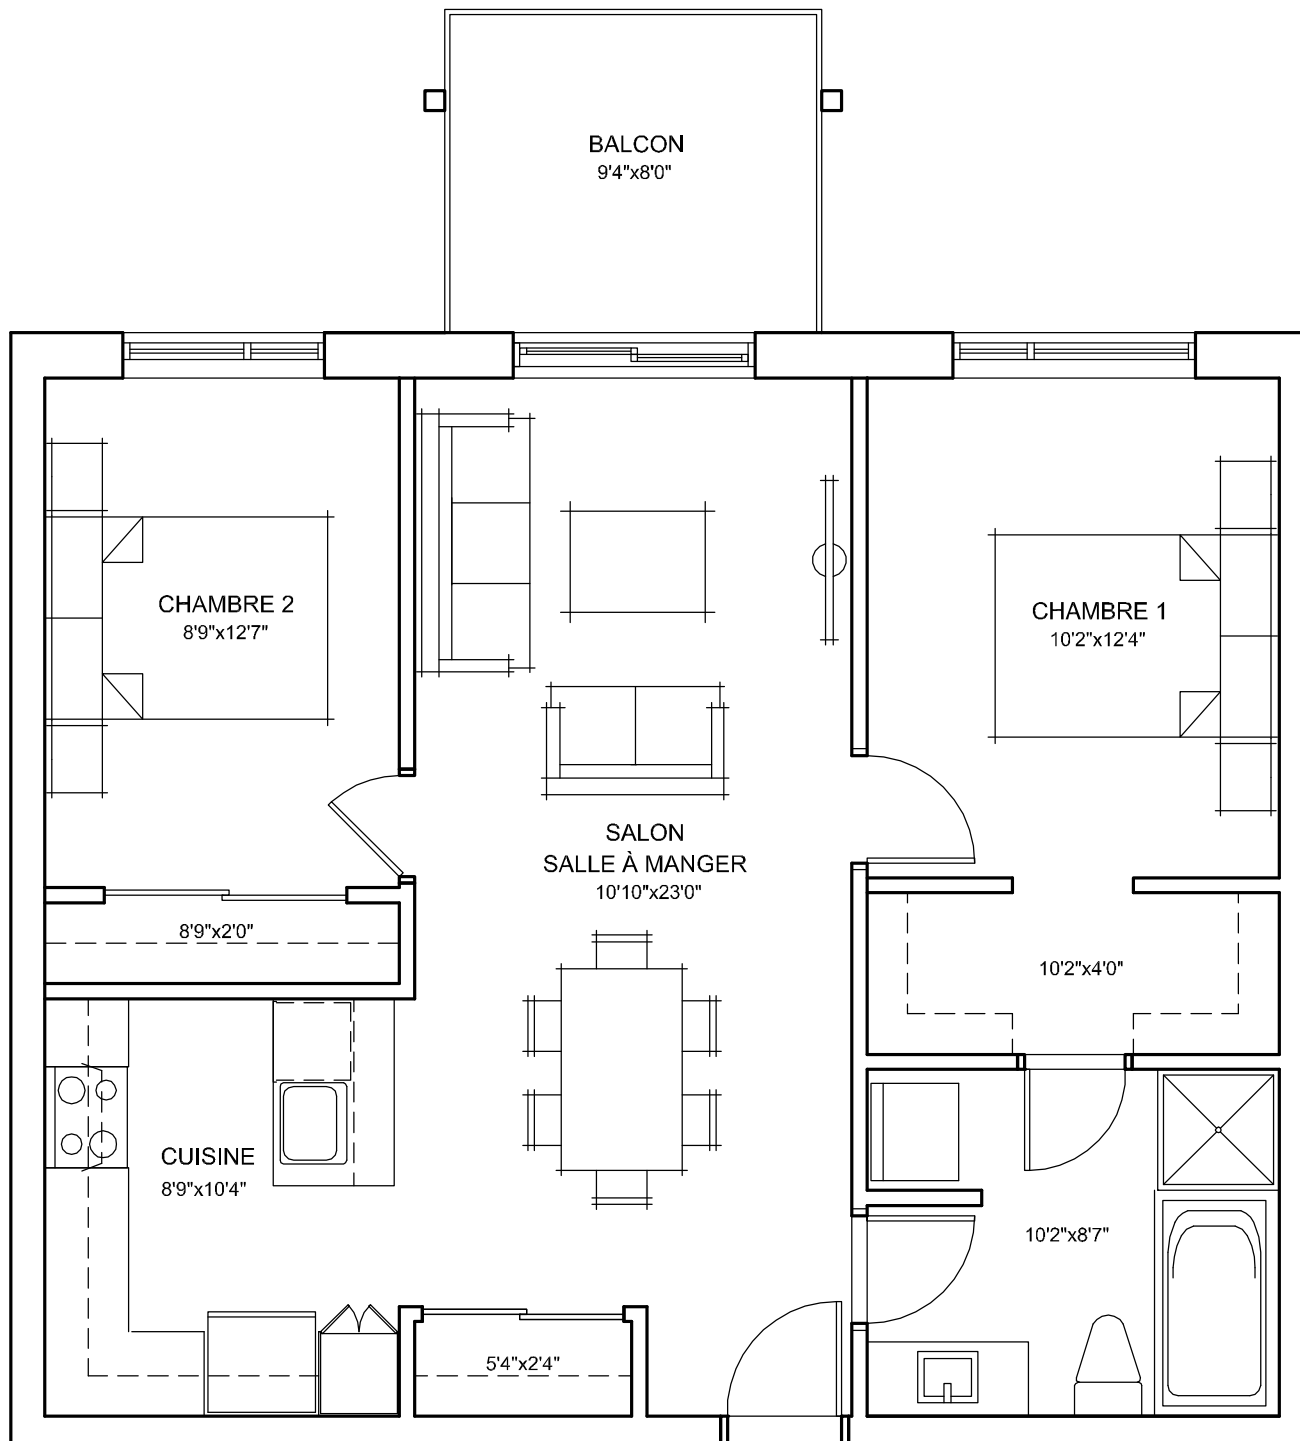 BALCON
9'4"x8'0"
CHAMBRE 2
8'9"x12'7"
CHAMBRE 1
10'2"x12'4"
SALON
SALLE À MANGER
10'10"x23'0"
8'9"x2'0"
10'2"x4'0"
CUISINE
8'9"x10'4"
10'2"x8'7"
5'4"x2'4"